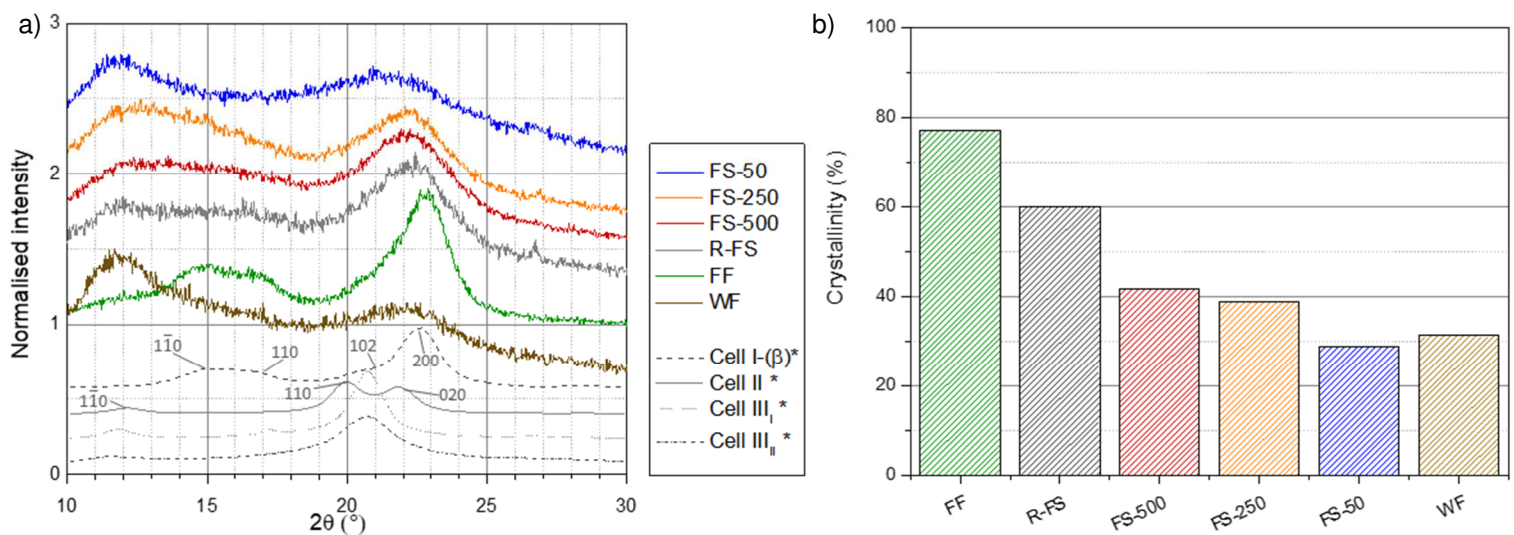 a)
3
2
1
0
Normalised intensity
10
15
20
25
30
2θ (°)
11̅0
110
102
200
11̅0
110
020
FS-50
FS-250
FS-500
R-FS
FF
WF
Cell I-(β)*
Cell II *
Cell III_I *
Cell III_II *
b)
100
80
60
40
20
0
Crystallinity (%)
FF
R-FS
FS-500
FS-250
FS-50
WF